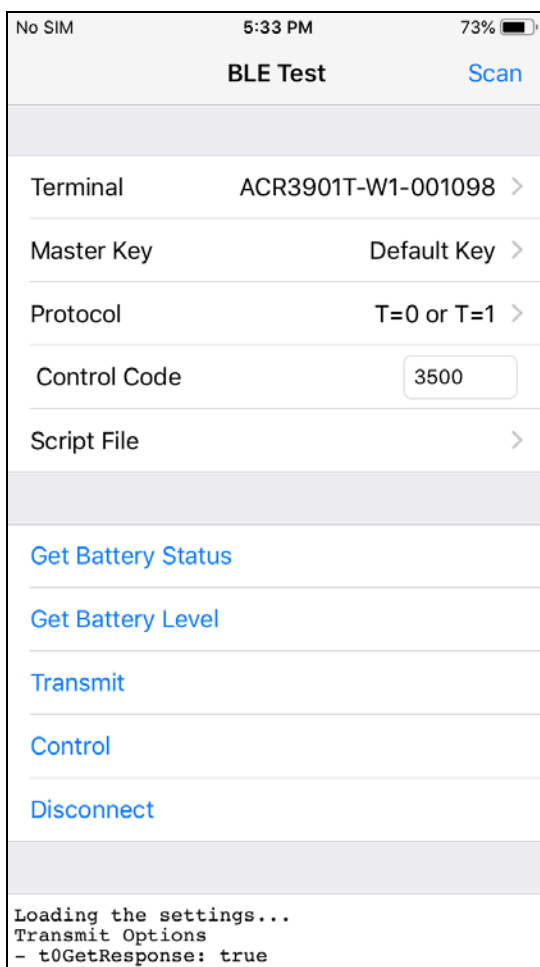 No SIM 5:33 PM 73%
BLE Test Scan
Terminal ACR3901T-W1-001098
Master Key Default Key
Protocol T=0 or T=1
Control Code 3500
Script File
Get Battery Status
Get Battery Level
Transmit
Control
Disconnect
Loading the settings...
Transmit Options
- t0GetResponse: true